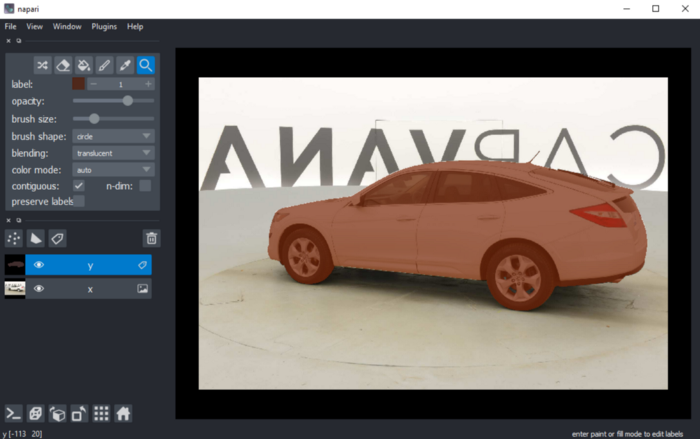 napari
File View Window Plugins Help
label: 1
opacity:
brush size:
brush shape: circle
blending: translucent
color mode: auto
contiguous: n-dim:
preserve labels
y
x
CARVANA
y [-113 20]
enter paint or fill mode to edit labels